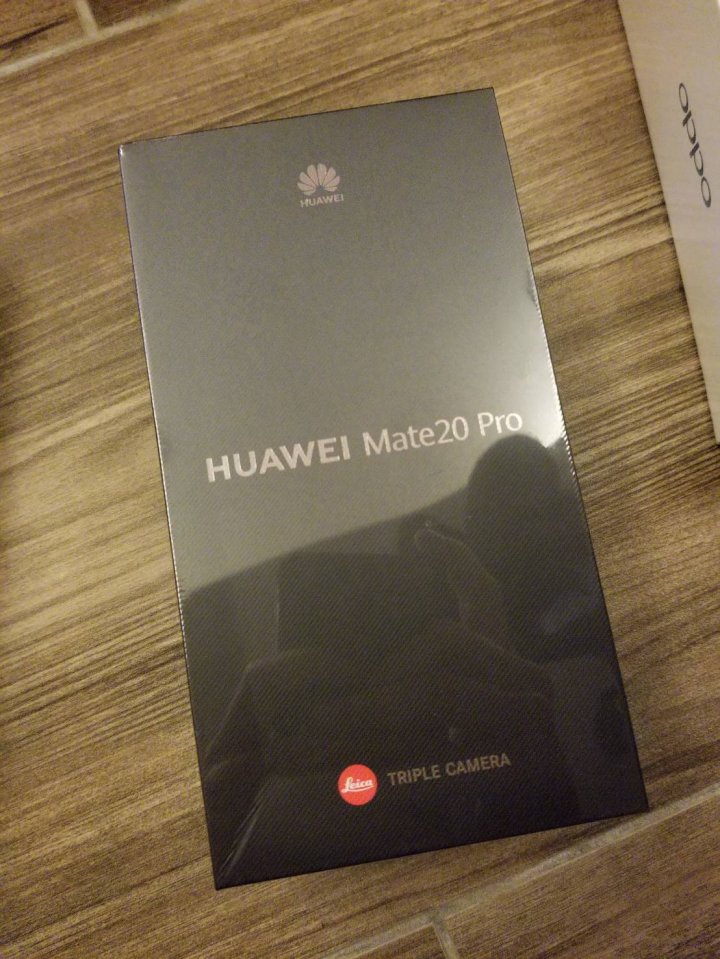 HUAWEI
HUAWEI Mate20 Pro
Leica TRIPLE CAMERA
oppo